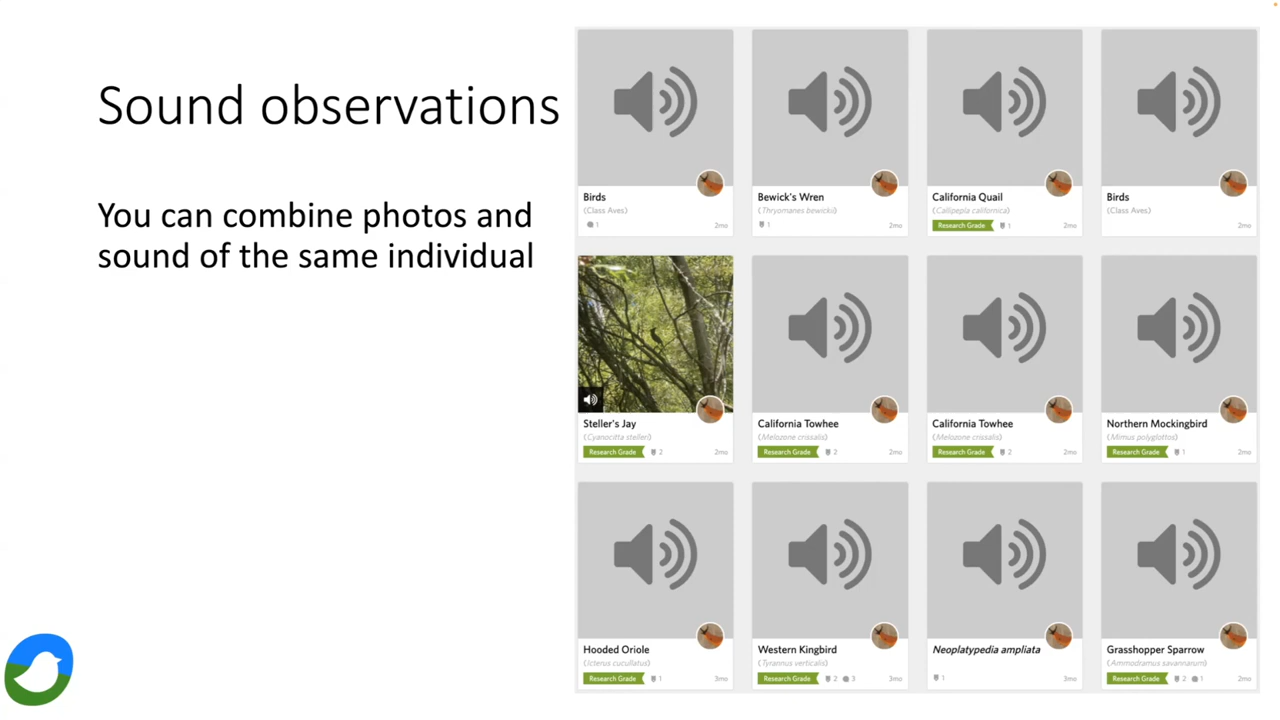 Sound observations
You can combine photos and
sound of the same individual
Birds
(Class Aves)
1
2mo
Bewick's Wren
(Thryomanes bewickii)
1
2mo
California Quail
(Callipepla californica)
Research Grade
1
2mo
Birds
(Class Aves)
2mo
Steller's Jay
(Cyanocitta stelleri)
Research Grade
2
2mo
California Towhee
(Melozone crissalis)
Research Grade
2
2mo
California Towhee
(Melozone crissalis)
Research Grade
2
2mo
Northern Mockingbird
(Mimus polyglottos)
Research Grade
1
2mo
Hooded Oriole
(Icterus cucullatus)
Research Grade
1
3mo
Western Kingbird
(Tyrannus verticalis)
Research Grade
2
3
3mo
Neoplatypedia ampliata
1
3mo
Grasshopper Sparrow
(Ammodramus savannarum)
Research Grade
2
1
2mo